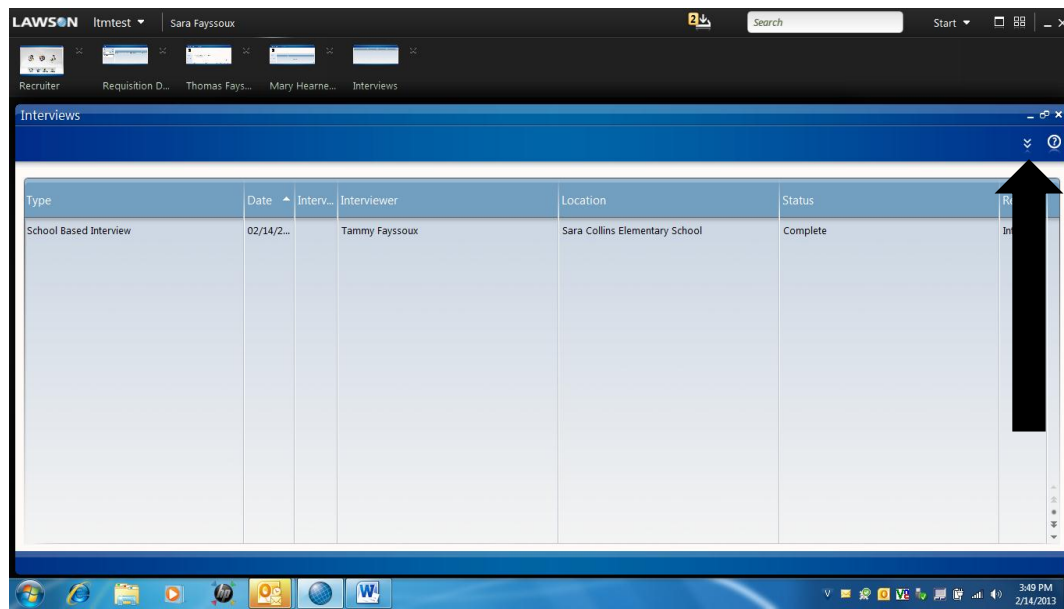 LAWSON ltmtest Sara Fayssoux 2 Search Start
Recruiter Requisition D... Thomas Fays... Mary Hearne... Interviews
Interviews
Type Date Interv... Interviewer Location Status
School Based Interview 02/14/2... Tammy Fayssoux Sara Collins Elementary School Complete
3:49 PM
2/14/2013